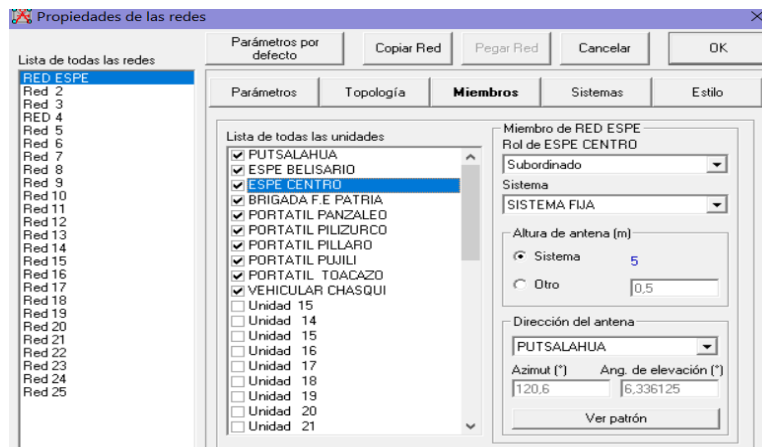 Propiedades de las redes
Lista de todas las redes
RED ESPE
Red 2
Red 3
RED 4
Red 5
Red 6
Red 7
Red 8
Red 9
Red 10
Red 11
Red 12
Red 13
Red 14
Red 15
Red 16
Red 17
Red 18
Red 19
Red 20
Red 21
Red 22
Red 23
Red 24
Red 25
Parámetros por
defecto
Copiar Red
Pegar Red
Cancelar
OK
Parámetros
Topología
Miembros
Sistemas
Estilo
Lista de todas las unidades
PUTSALAHUA
ESPE BELISARIO
ESPE CENTRO
BRIGADA F.E PATRIA
PORTATIL PANZALEO
PORTATIL PILIZURCO
PORTATIL PILLARO
PORTATIL PUJILI
PORTATIL TOACAZO
VEHICULAR CHASQUI
Unidad 15
Unidad 14
Unidad 15
Unidad 16
Unidad 17
Unidad 18
Unidad 19
Unidad 20
Unidad 21
Miembro de RED ESPE
Rol de ESPE CENTRO
Subordinado
Sistema
SISTEMA FIJA
Altura de antena (m)
Sistema 5
Otro 0,5
Dirección del antena
PUTSALAHUA
Azimut (°) Ang. de elevación (°)
120,6 6,336125
Ver patrón